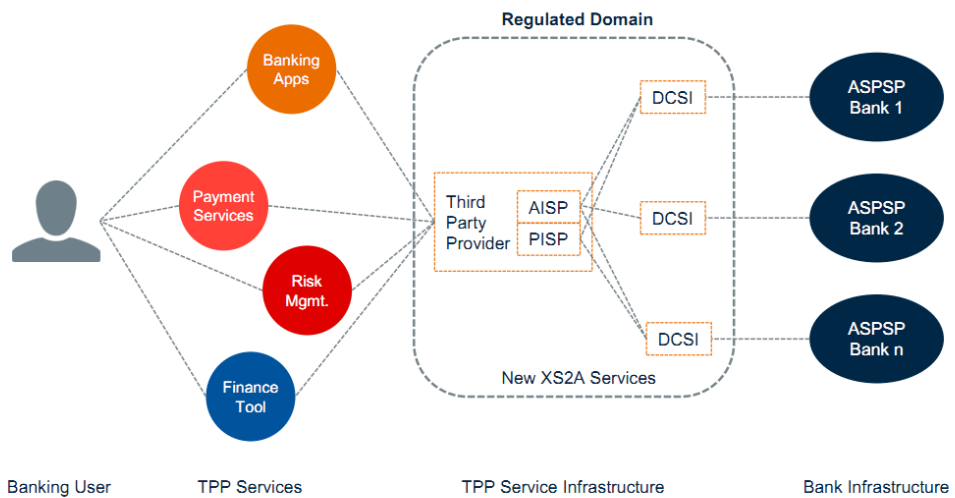 Regulated Domain
Banking
Apps
Payment
Services
Risk
Mgmt.
Finance
Tool
Third
Party
Provider
AISP
PISP
DCSI
DCSI
DCSI
New XS2A Services
ASPSP
Bank 1
ASPSP
Bank 2
ASPSP
Bank n
Banking User
TPP Services
TPP Service Infrastructure
Bank Infrastructure